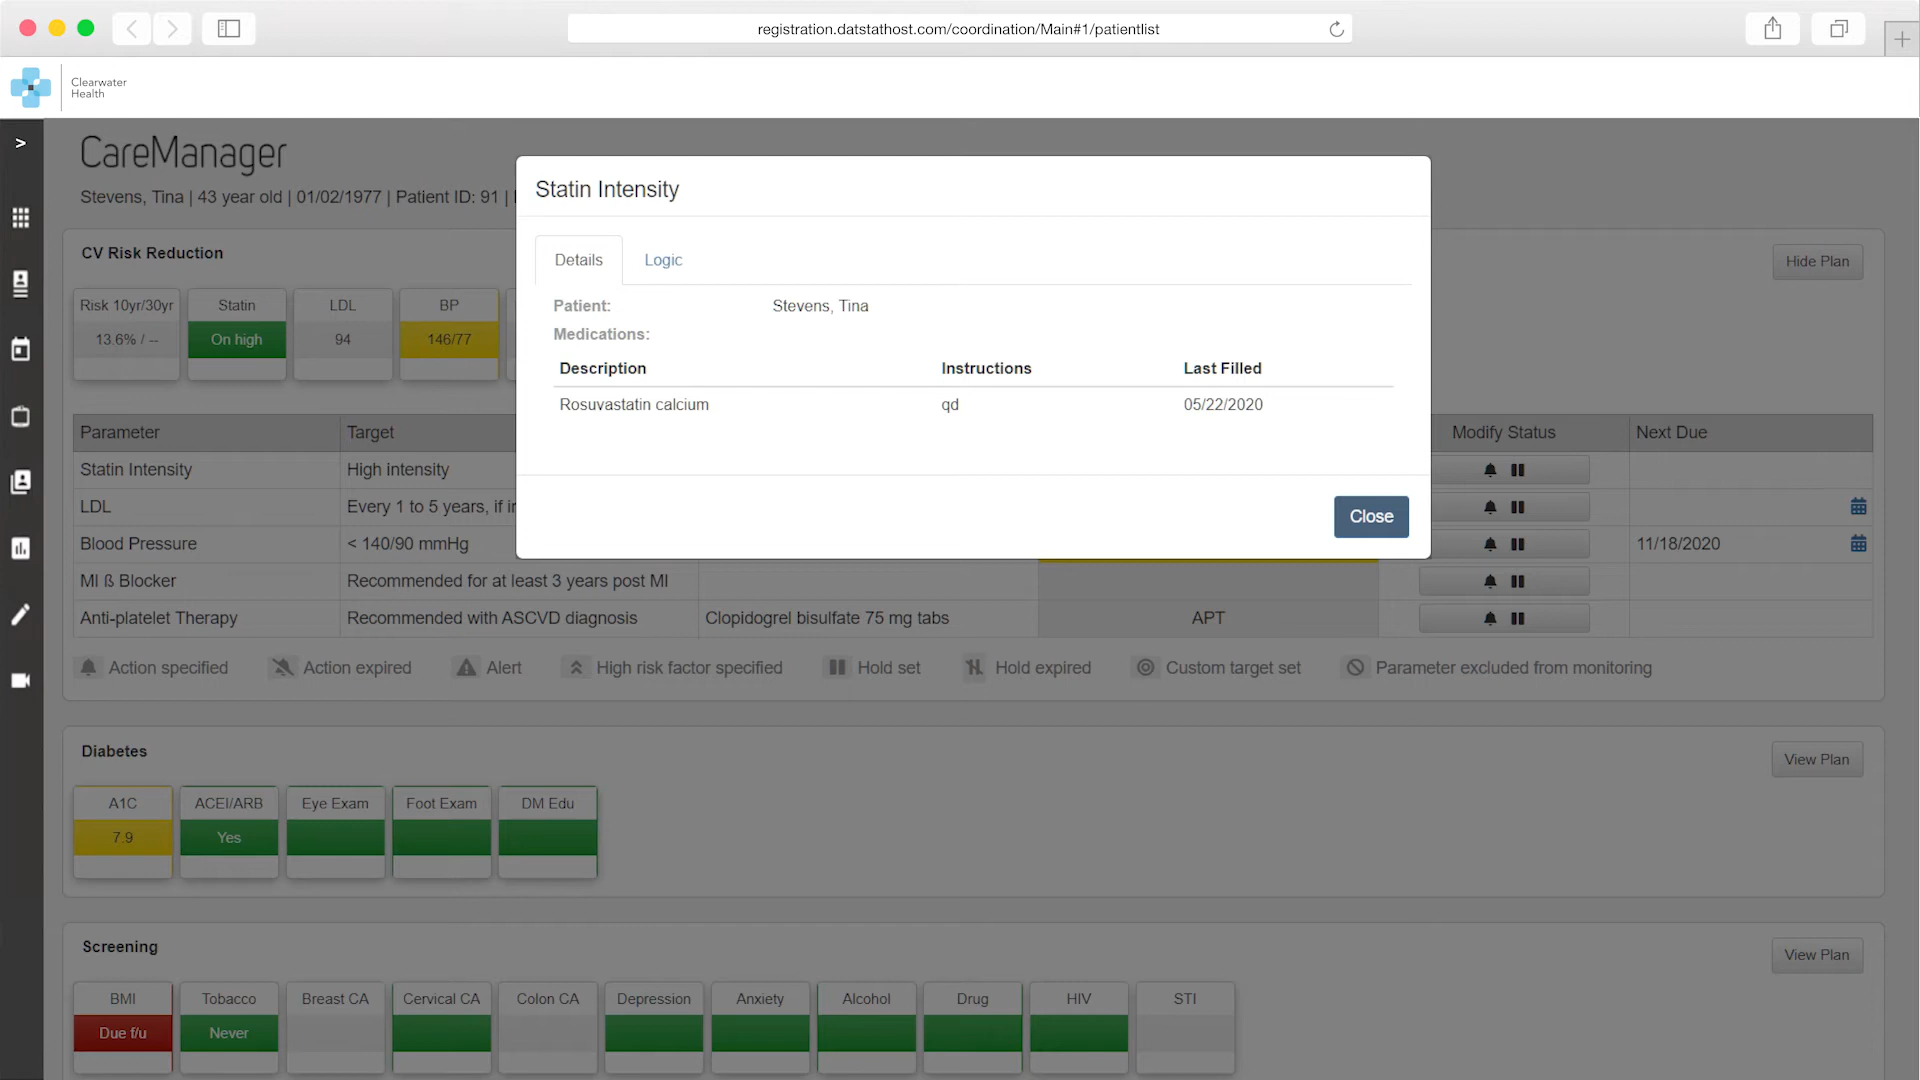 registration.datstathost.com/coordination/Main#1/patientlist
Clearwater
Health
CareManager
Stevens, Tina | 43 year old | 01/02/1977 | Patient ID: 91 |
CV Risk Reduction
Hide Plan
Risk 10yr/30yr Statin LDL BP
13.6% / -- On high 94 146/77
Statin Intensity
Details Logic
Patient: Stevens, Tina
Medications:
Description Instructions Last Filled
Rosuvastatin calcium qd 05/22/2020
Close
Parameter Target Modify Status Next Due
Statin Intensity High intensity
LDL Every 1 to 5 years, if
Blood Pressure < 140/90 mmHg 11/18/2020
MI ß Blocker Recommended for at least 3 years post MI
Anti-platelet Therapy Recommended with ASCVD diagnosis Clopidogrel bisulfate 75 mg tabs APT
Action specified Action expired Alert High risk factor specified Hold set Hold expired Custom target set Parameter excluded from monitoring
Diabetes
View Plan
A1C ACEI/ARB Eye Exam Foot Exam DM Edu
7.9 Yes
Screening
View Plan
BMI Tobacco Breast CA Cervical CA Colon CA Depression Anxiety Alcohol Drug HIV STI
Due f/u Never